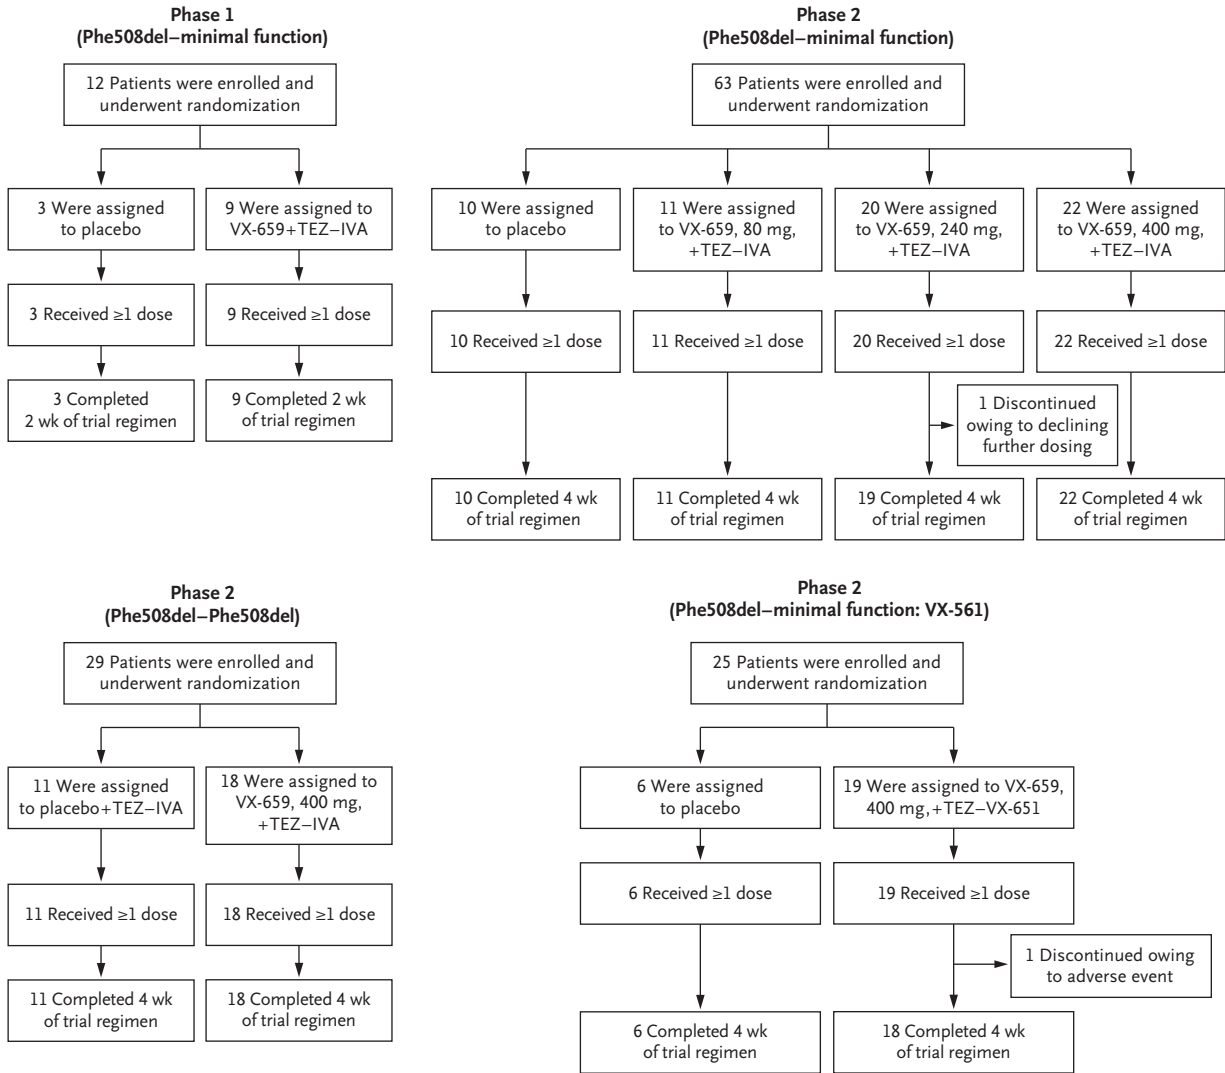 Phase 1
(Phe508del–minimal function)
12 Patients were enrolled and
underwent randomization
3 Were assigned
to placebo
9 Were assigned to
VX-659+TEZ–IVA
3 Received ≥1 dose
9 Received ≥1 dose
3 Completed
2 wk of trial regimen
9 Completed 2 wk
of trial regimen
Phase 2
(Phe508del–minimal function)
63 Patients were enrolled and
underwent randomization
10 Were assigned
to placebo
11 Were assigned
to VX-659, 80 mg,
+TEZ–IVA
20 Were assigned
to VX-659, 240 mg,
+TEZ–IVA
22 Were assigned
to VX-659, 400 mg,
+TEZ–IVA
10 Received ≥1 dose
11 Received ≥1 dose
20 Received ≥1 dose
22 Received ≥1 dose
1 Discontinued
owing to declining
further dosing
10 Completed 4 wk
of trial regimen
11 Completed 4 wk
of trial regimen
19 Completed 4 wk
of trial regimen
22 Completed 4 wk
of trial regimen
Phase 2
(Phe508del–Phe508del)
29 Patients were enrolled and
underwent randomization
11 Were assigned
to placebo+TEZ–IVA
18 Were assigned to
VX-659, 400 mg,
+TEZ–IVA
11 Received ≥1 dose
18 Received ≥1 dose
11 Completed 4 wk
of trial regimen
18 Completed 4 wk
of trial regimen
Phase 2
(Phe508del–minimal function: VX-561)
25 Patients were enrolled and
underwent randomization
6 Were assigned
to placebo
19 Were assigned to VX-659,
400 mg,+TEZ–VX-651
6 Received ≥1 dose
19 Received ≥1 dose
1 Discontinued owing
to adverse event
6 Completed 4 wk
of trial regimen
18 Completed 4 wk
of trial regimen